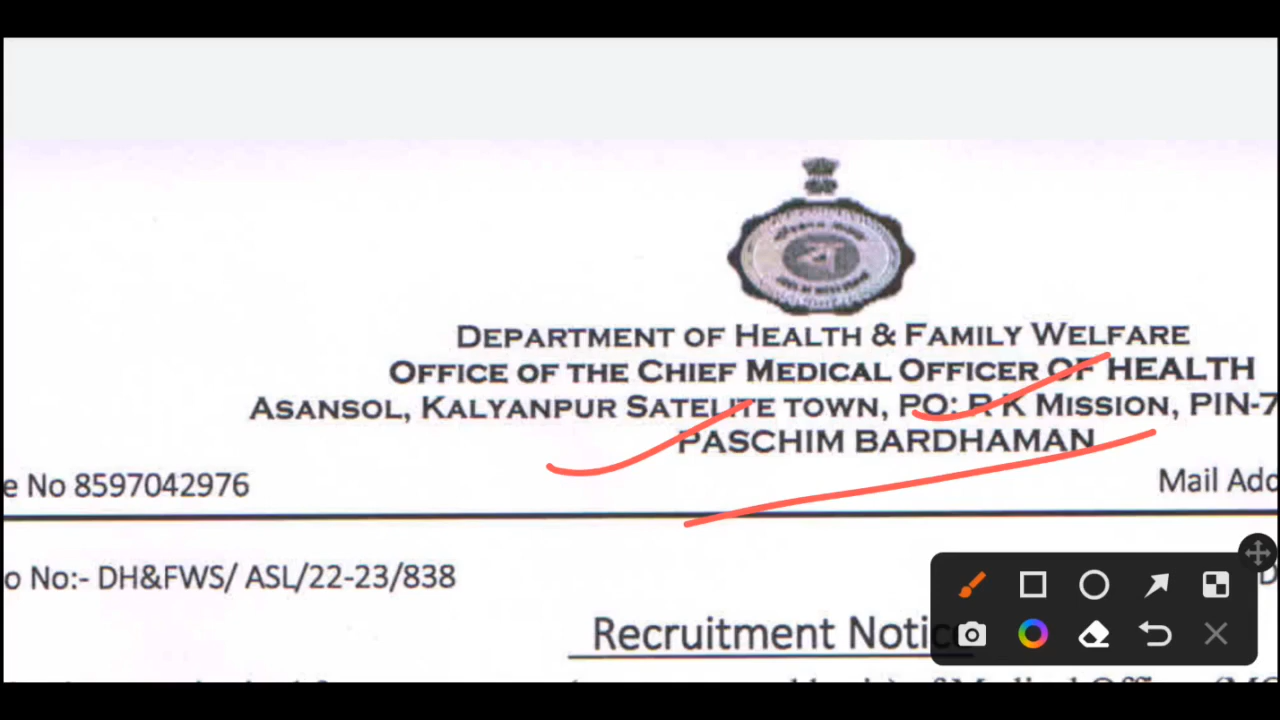 DEPARTMENT OF HEALTH & FAMILY WELFARE
OFFICE OF THE CHIEF MEDICAL OFFICER OF HEALTH
ASANSOL, KALYANPUR SATELITE TOWN, PO: R K MISSION, PIN-7
PASCHIM BARDHAMAN
e No 8597042976
Mail Add
o No:- DH&FWS/ ASL/22-23/838
Recruitment Notic